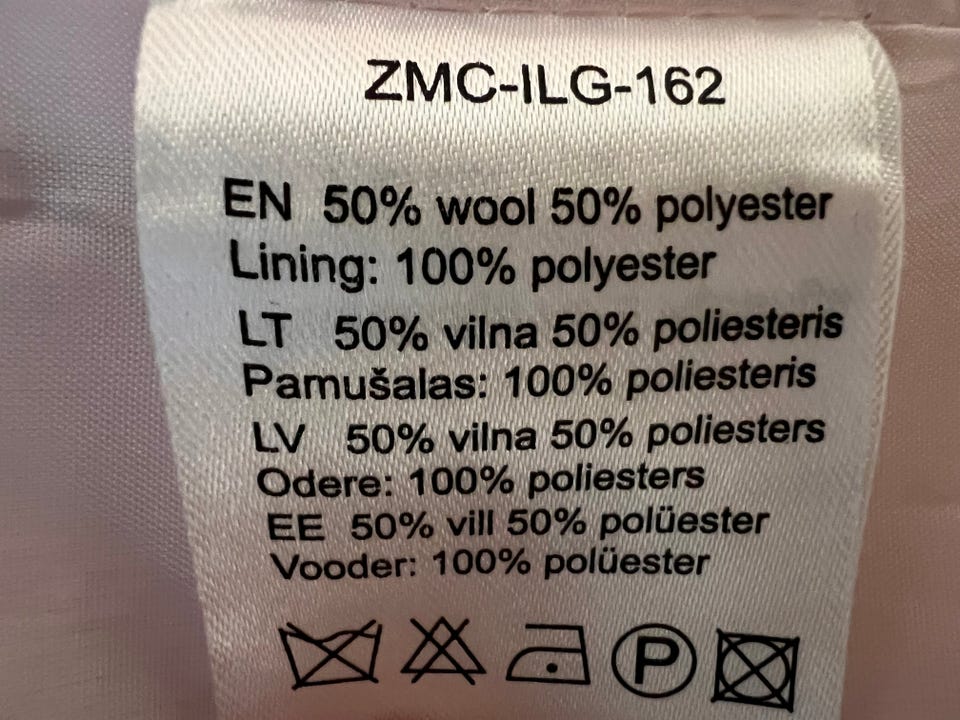 ZMC-ILG-162
EN 50% wool 50% polyester
Lining: 100% polyester
LT 50% vilna 50% poliesteris
Pamušalas: 100% poliesteris
LV 50% vilna 50% poliesters
Odere: 100% poliesters
EE 50% vill 50% polüester
Vooder: 100% polüester
P